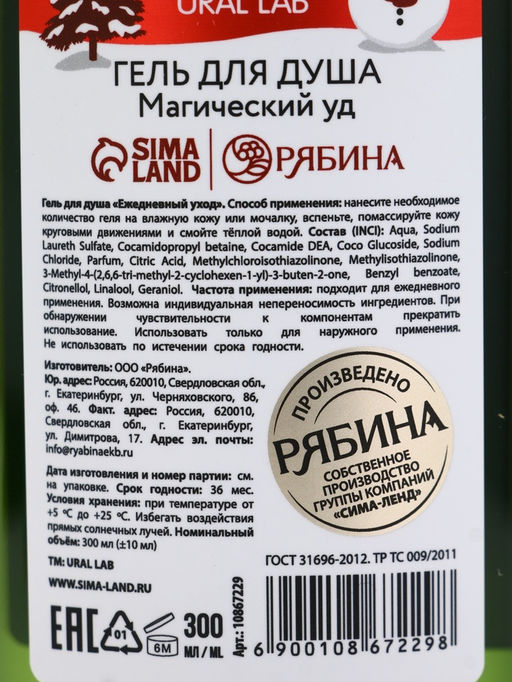 URAL LAB
ГЕЛЬ ДЛЯ ДУША
Магический уд
SIMA LAND РЯБИНА
Гель для душа «Ежедневный уход». Способ применения: нанесите необходимое
количество геля на влажную кожу или мочалку, вспеньте, помассируйте кожу
круговыми движениями и смойте тёплой водой. Состав (INCI): Aqua, Sodium
Laureth Sulfate, Cocamidopropyl betaine, Cocamide DEA, Coco Glucoside, Sodium
Chloride, Parfum, Citric Acid, Methylchloroisothiazolinone, Methylisothiazolinone,
3-Methyl-4-(2,6,6-tri-methyl-2-cyclohexen-1-yl)-3-buten-2-one, Benzyl benzoate,
Citronellol, Linalool, Geraniol. Частота применения: подходит для ежедневного
применения. Возможна индивидуальная непереносимость ингредиентов. При
обнаружении чувствительности к компонентам прекратить
использование. Использовать только для наружного применения.
Не использовать по истечении срока годности.
Изготовитель: ООО «Рябина».
Юр. адрес: Россия, 620010, Свердловская обл.,
г. Екатеринбург, ул. Черняховского, 86,
оф. 46. Факт. адрес: Россия, 620010,
Свердловская обл., г. Екатеринбург,
ул. Димитрова, 17. Адрес эл. почты:
info@ryabinaekb.ru
ПРОИЗВЕДЕНО
РЯБИНА
СОБСТВЕННОЕ
ПРОИЗВОДСТВО
ГРУППЫ КОМПАНИЙ
«СИМА-ЛЕНД»
Дата изготовления и номер партии: см.
на упаковке. Срок годности: 36 мес.
Условия хранения: при температуре от
+5 °C до +25 °C. Избегать воздействия
прямых солнечных лучей. Номинальный
объём: 300 мл (±10 мл)
ТМ: URAL LAB
WWW.SIMA-LAND.RU
ГОСТ 31696-2012. ТР ТС 009/2011
EAC 01 6M 300
МЛ / ML
Арт.: 10867229
6 900108 672298